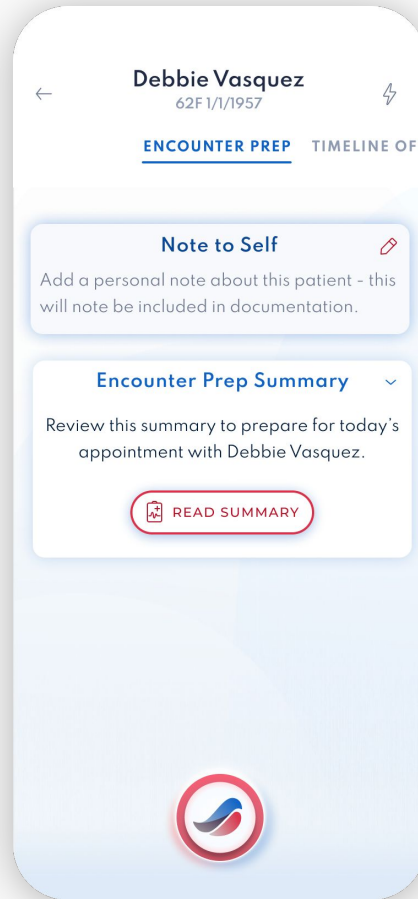 Debbie Vasquez
62F 1/1/1957
ENCOUNTER PREP TIMELINE OF
Note to Self
Add a personal note about this patient - this
will note be included in documentation.
Encounter Prep Summary
Review this summary to prepare for today's
appointment with Debbie Vasquez.
READ SUMMARY